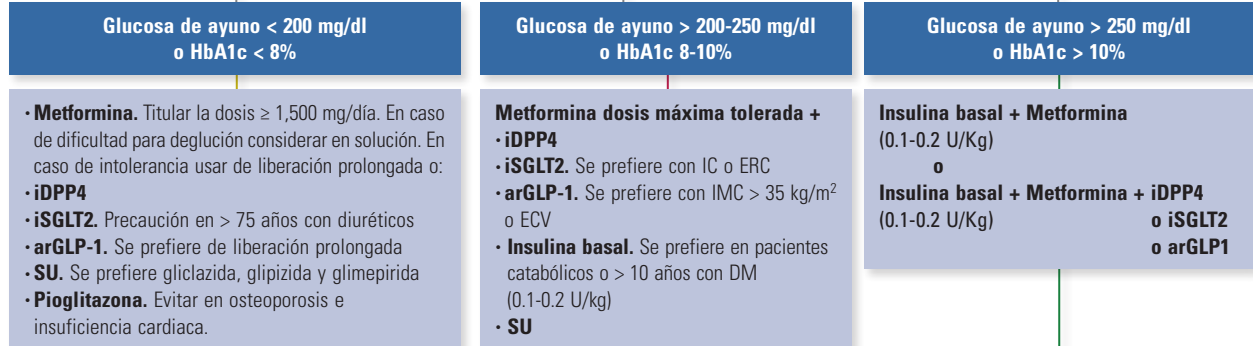 Glucosa de ayuno < 200 mg/dl
o HbA1c < 8%
· Metformina. Titular la dosis ≥ 1,500 mg/día. En caso
de dificultad para deglución considerar en solución. En
caso de intolerancia usar de liberación prolongada o:
· iDPP4
· iSGLT2. Precaución en > 75 años con diuréticos
· arGLP-1. Se prefiere de liberación prolongada
· SU. Se prefiere gliclazida, glipizida y glimepirida
· Pioglitazona. Evitar en osteoporosis e
insuficiencia cardiaca.
Glucosa de ayuno > 200-250 mg/dl
o HbA1c 8-10%
Metformina dosis máxima tolerada +
· iDPP4
· iSGLT2. Se prefiere con IC o ERC
· arGLP-1. Se prefiere con IMC > 35 kg/m²
o ECV
· Insulina basal. Se prefiere en pacientes
catabólicos o > 10 años con DM
(0.1-0.2 U/kg)
· SU
Glucosa de ayuno > 250 mg/dl
o HbA1c > 10%
Insulina basal + Metformina
(0.1-0.2 U/Kg)
o
Insulina basal + Metformina + iDPP4
(0.1-0.2 U/Kg) o iSGLT2
o arGLP1